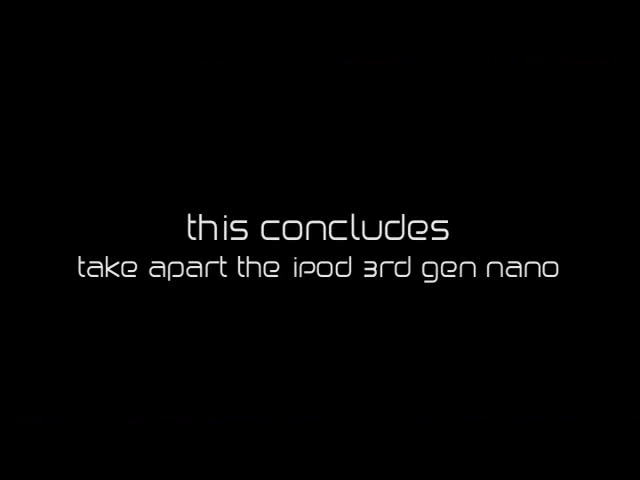 this concludes
take apart the ipod 3rd gen nano